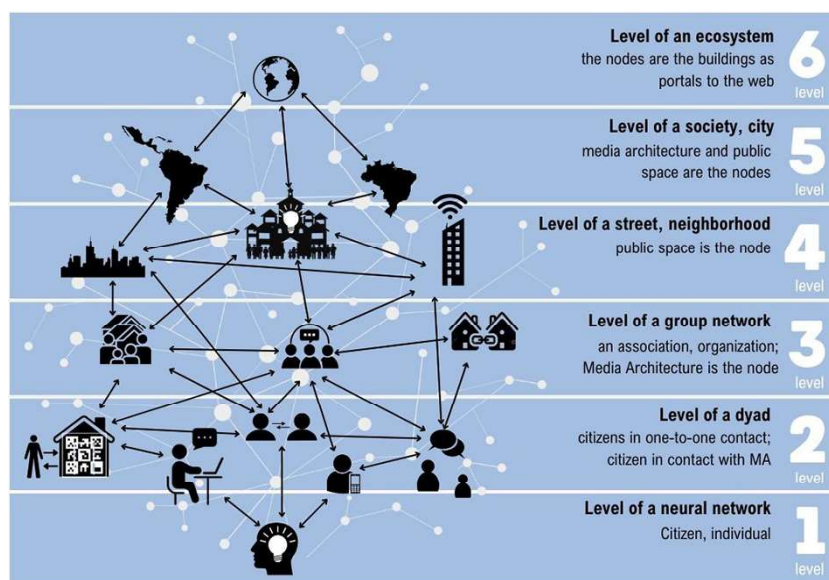 Level of an ecosystem
the nodes are the buildings as
portals to the web
6
level
Level of a society, city
media architecture and public
space are the nodes
5
level
Level of a street, neighborhood
public space is the node
4
level
Level of a group network
an association, organization;
Media Architecture is the node
3
level
Level of a dyad
citizens in one-to-one contact;
citizen in contact with MA
2
level
Level of a neural network
Citizen, individual
1
level